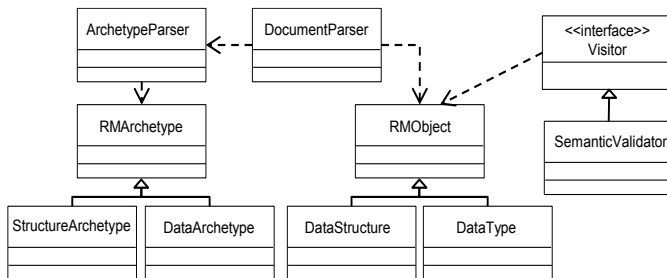 ArchetypeParser
DocumentParser
<<interface>>
Visitor
RMArchetype
RMObject
SemanticValidator
StructureArchetype
DataArchetype
DataStructure
DataType